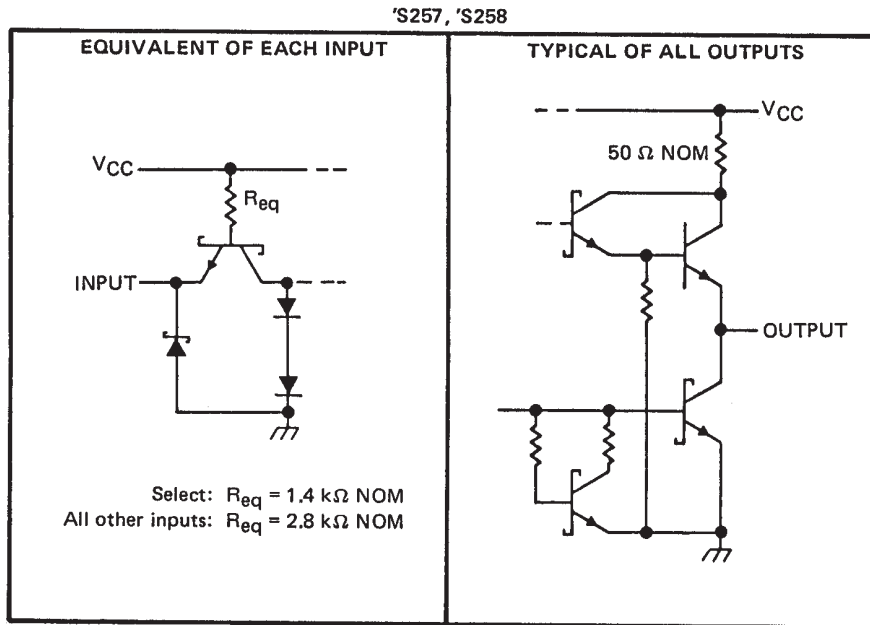 'S257, 'S258
EQUIVALENT OF EACH INPUT
VCC
Req
INPUT
Select: Req = 1.4 kΩ NOM
All other inputs: Req = 2.8 kΩ NOM
TYPICAL OF ALL OUTPUTS
VCC
50 Ω NOM
OUTPUT